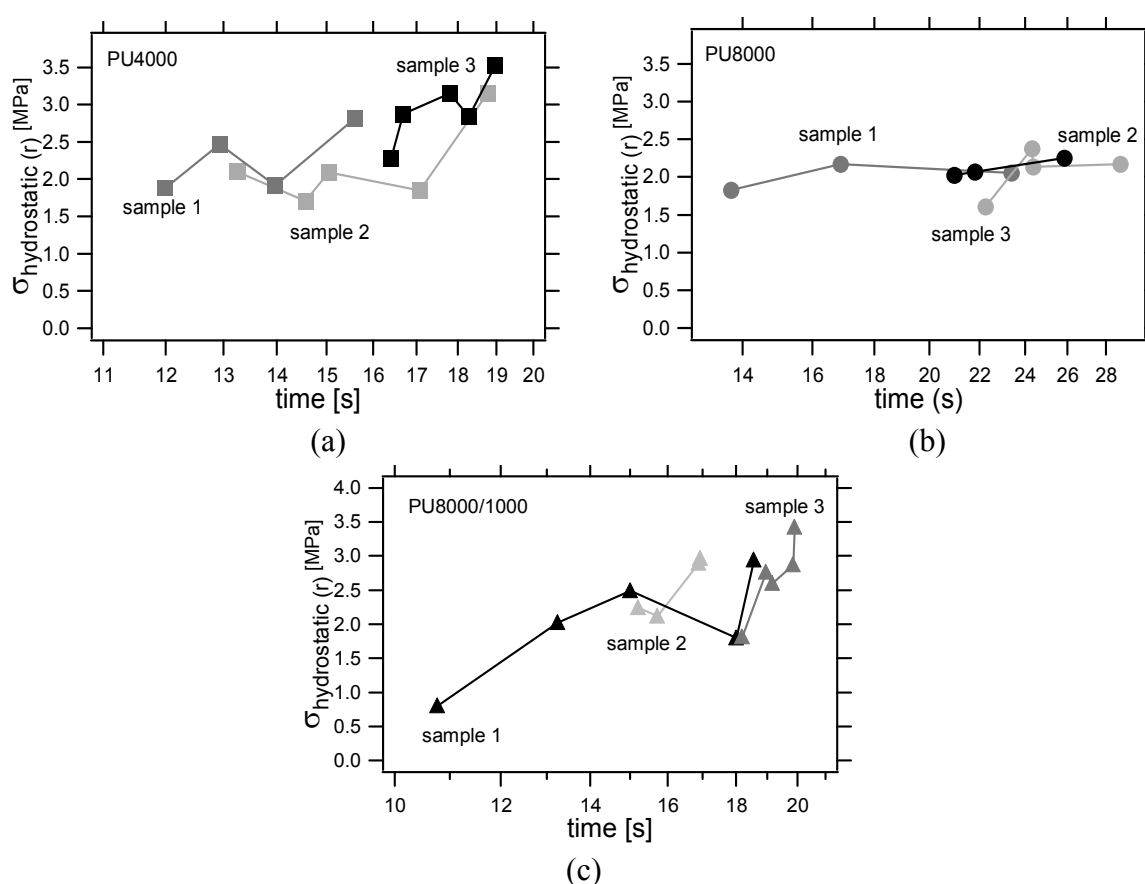 PU4000
3.5
3.0
2.5
2.0
1.5
1.0
0.5
0.0
σhydrostatic (r) [MPa]
sample 1
sample 2
sample 3
11 12 13 14 15 16 17 18 19 20
time [s]
(a)
PU8000
3.5
3.0
2.5
2.0
1.5
1.0
0.5
0.0
σhydrostatic (r) [MPa]
sample 1
sample 2
sample 3
14 16 18 20 22 24 26 28
time (s)
(b)
PU8000/1000
4.0
3.5
3.0
2.5
2.0
1.5
1.0
0.5
0.0
σhydrostatic (r) [MPa]
sample 3
sample 2
sample 1
10 12 14 16 18 20
time [s]
(c)